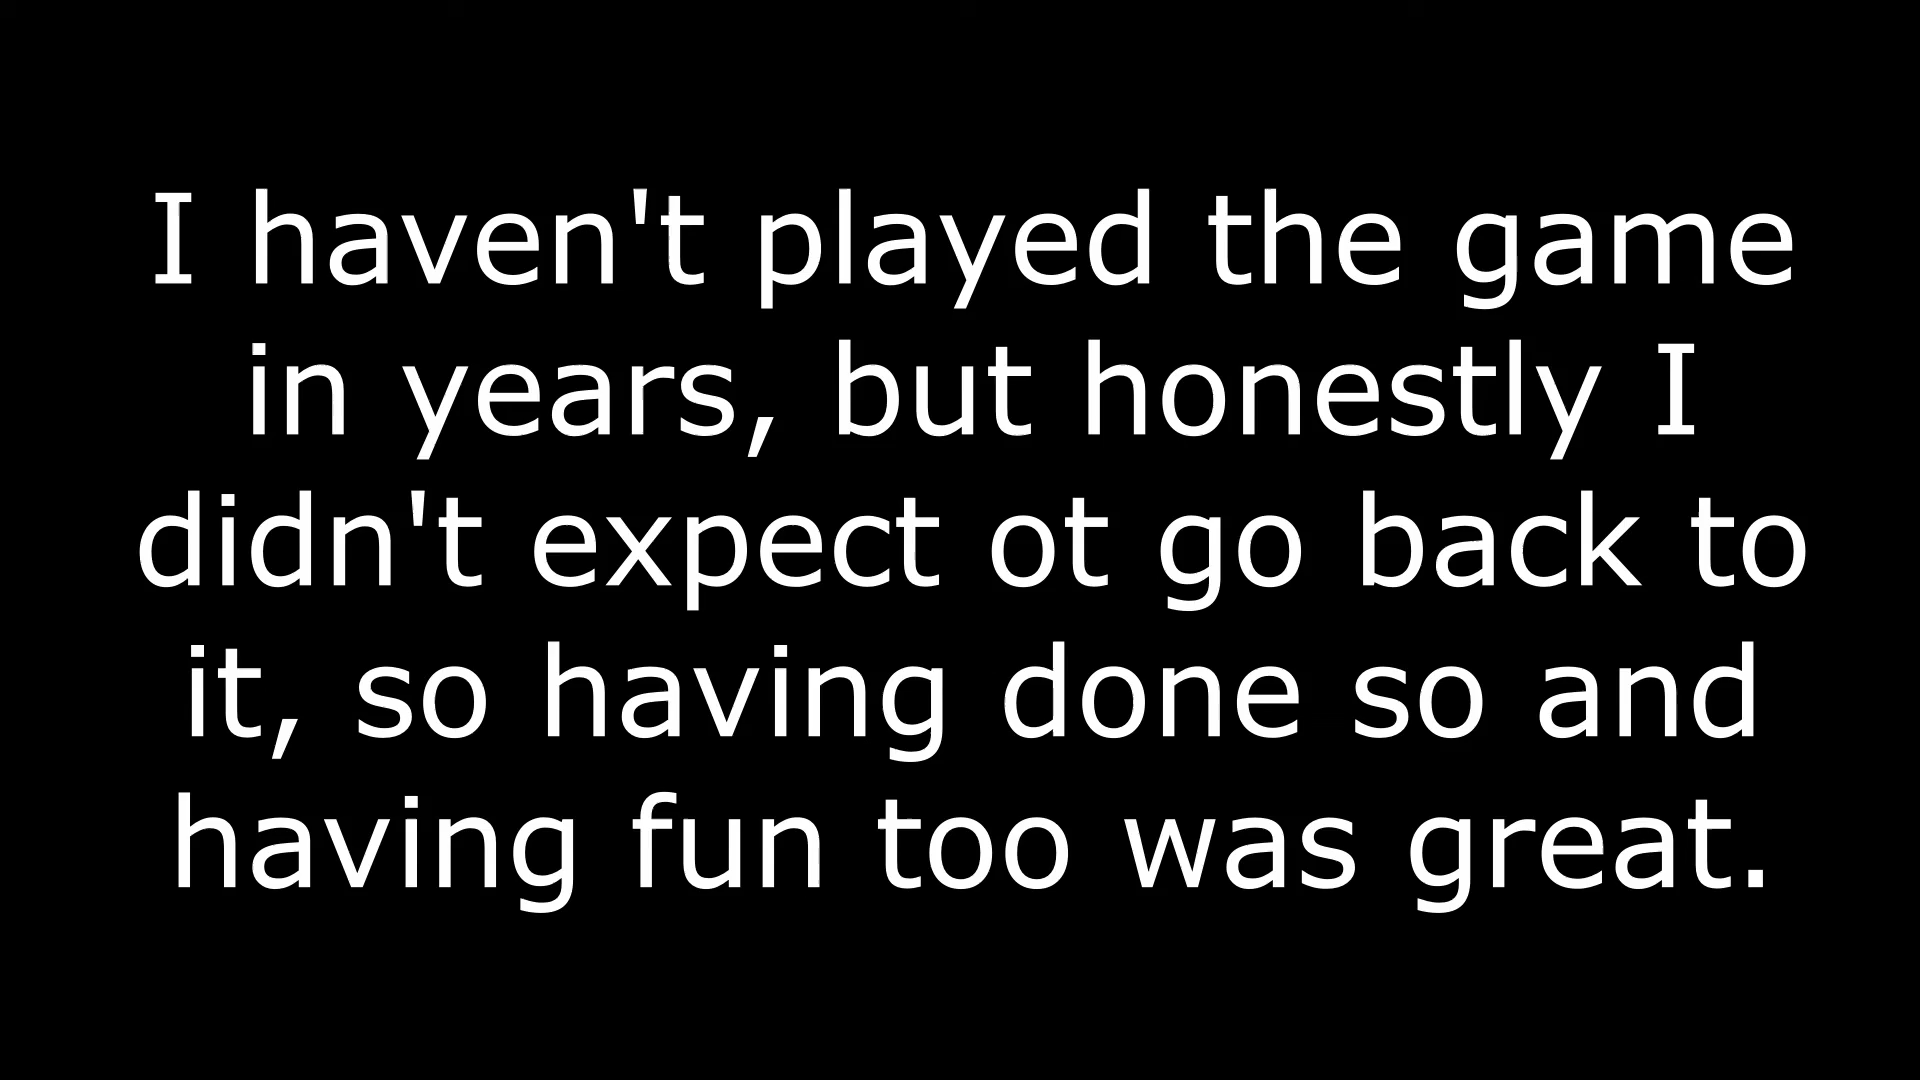 I haven't played the game
in years, but honestly I
didn't expect ot go back to
it, so having done so and
having fun too was great.